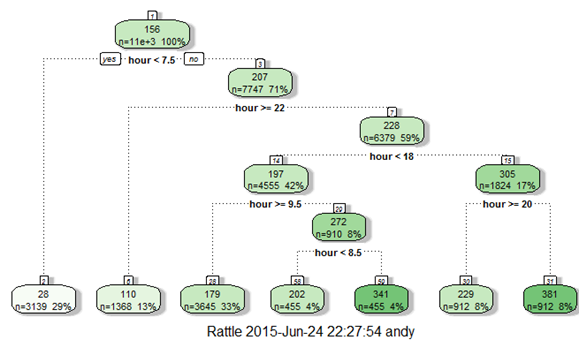 1
156
n=11e+3 100%
yes hour < 7.5 no
3
207
n=7747 71%
hour >= 22
7
228
n=6379 59%
hour < 18
14
197
n=4555 42%
15
305
n=1824 17%
hour >= 9.5
hour >= 20
29
272
n=910 8%
hour < 8.5
2
28
n=3139 29%
6
110
n=1368 13%
28
179
n=3645 33%
58
202
n=455 4%
59
341
n=455 4%
30
229
n=912 8%
31
381
n=912 8%
Rattle 2015-Jun-24 22:27:54 andy